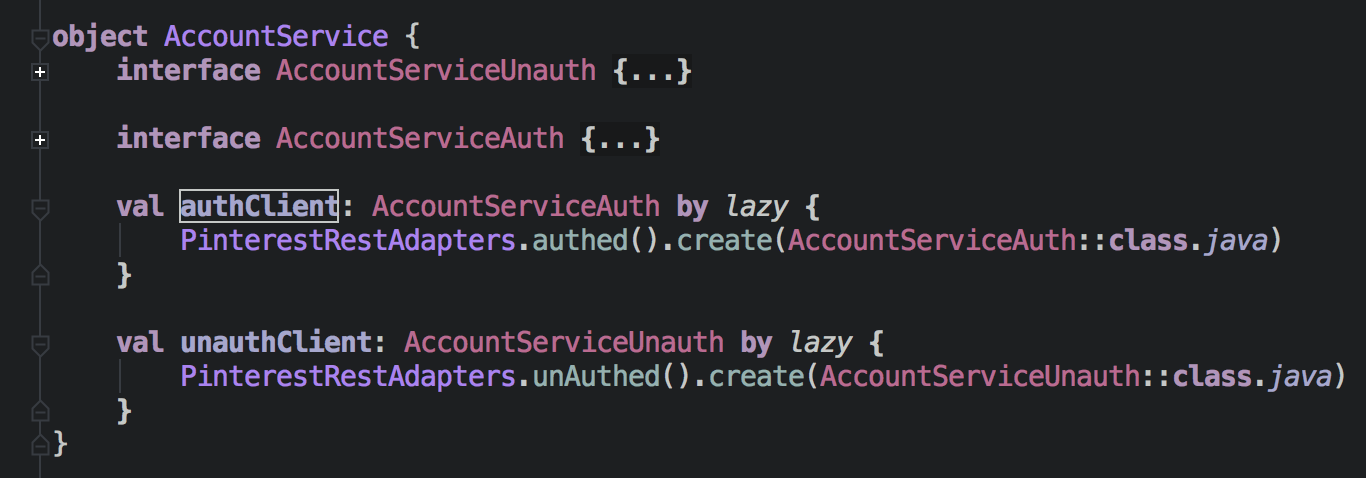 object AccountService {
    interface AccountServiceUnauth {...}
    interface AccountServiceAuth {...}
    val authClient: AccountServiceAuth by lazy {
        PinterestRestAdapters.authed().create(AccountServiceAuth::class.java)
    }
    val unauthClient: AccountServiceUnauth by lazy {
        PinterestRestAdapters.unAuthed().create(AccountServiceUnauth::class.java)
    }
}